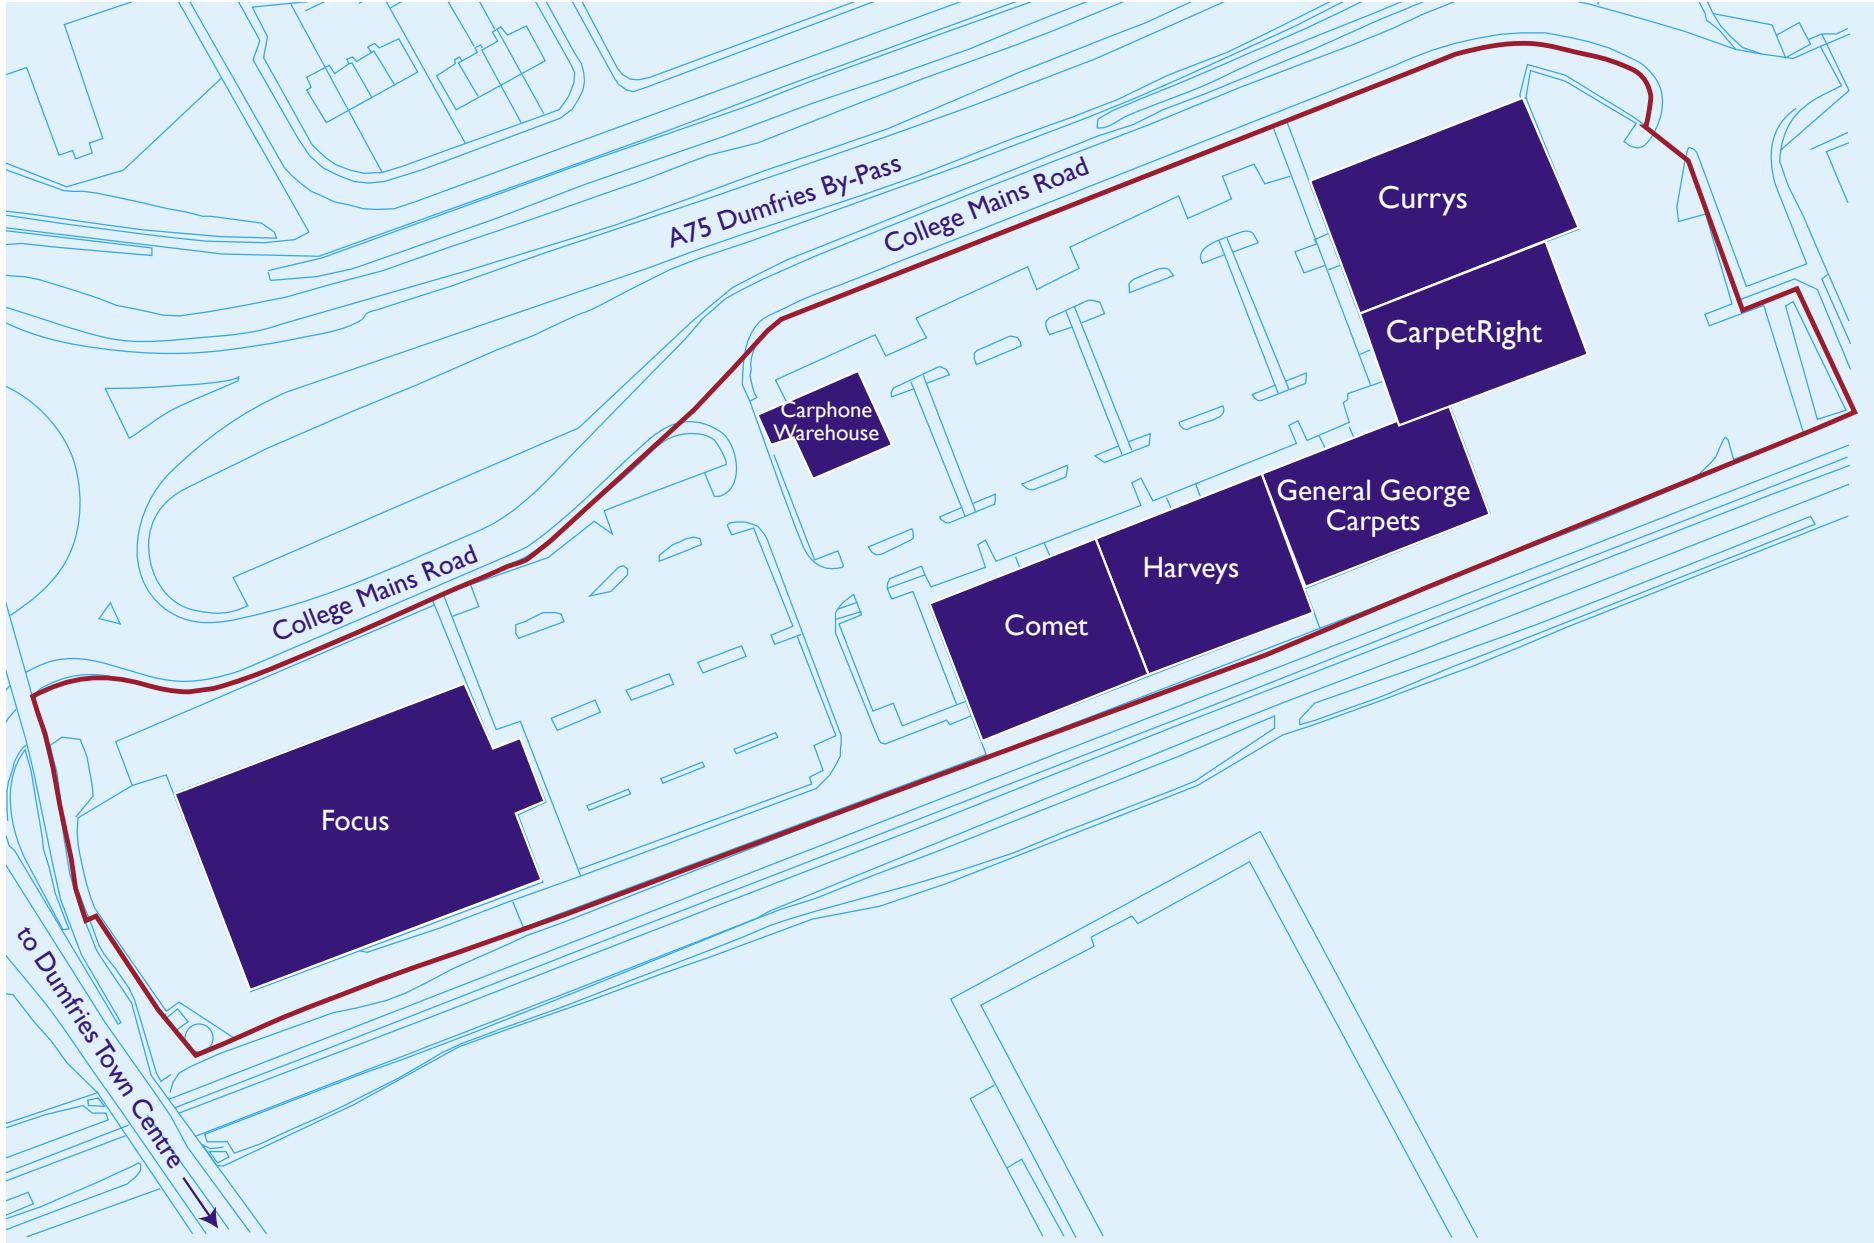 A75 Dumfries By-Pass
College Mains Road
Currys
CarpetRight
Carphone
Warehouse
General George
Carpets
Harveys
Comet
College Mains Road
Focus
to Dumfries Town Centre